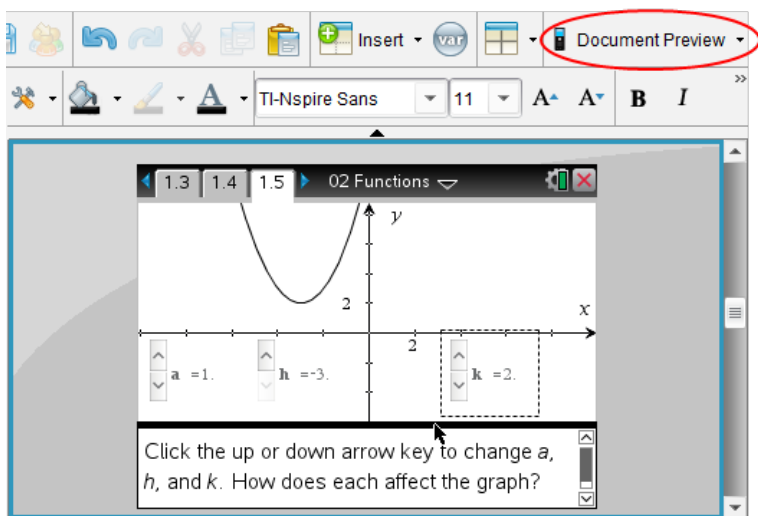 Insert var Document Preview
TI-Nspire Sans 11 A A B I »
1.3 1.4 1.5 02 Functions
y
2
x
2
a =1. h =-3. k =2.
Click the up or down arrow key to change a,
h, and k. How does each affect the graph?